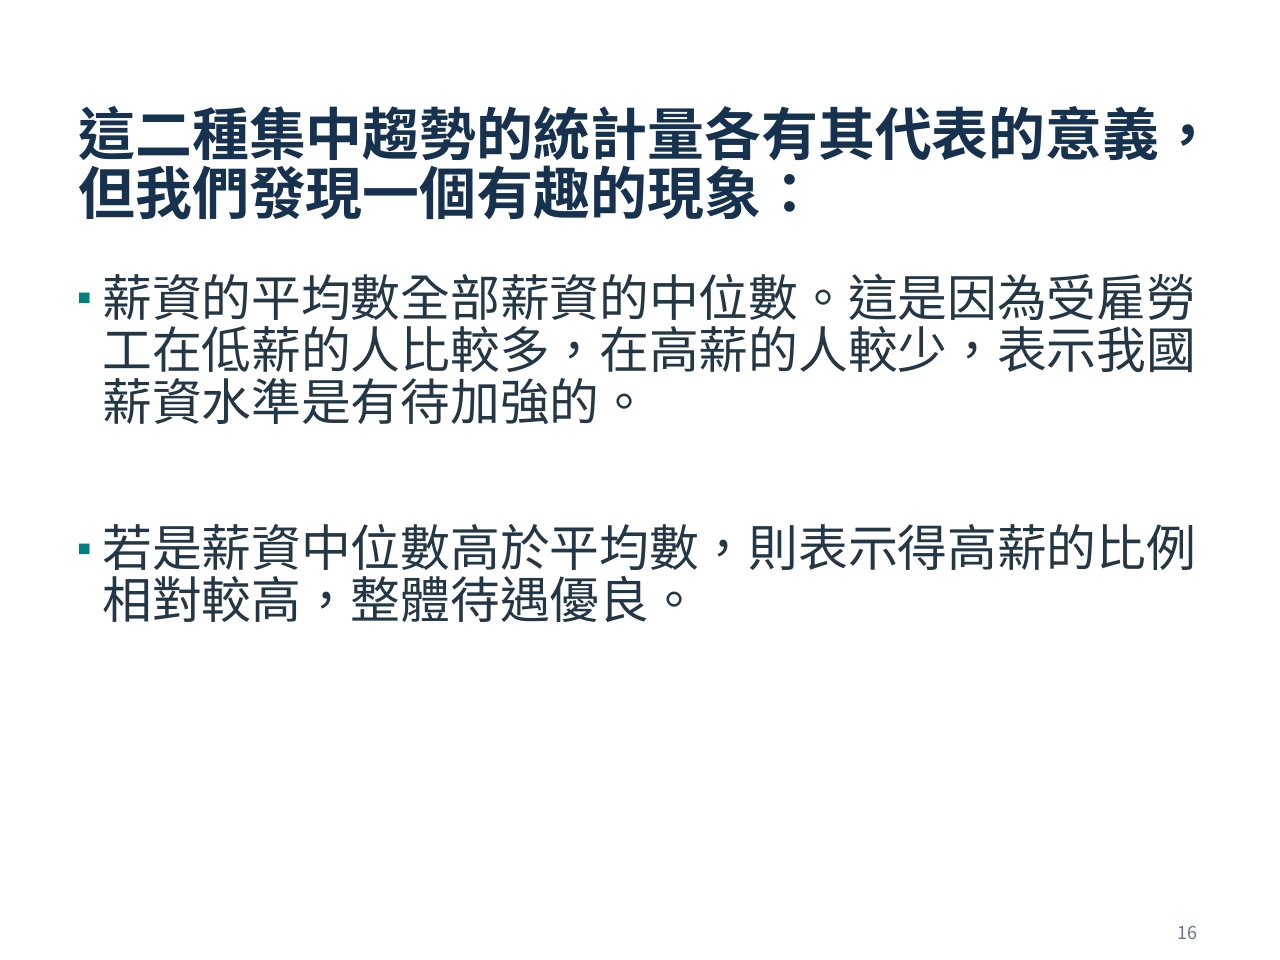 這二種集中趨勢的統計量各有其代表的意義，
但我們發現一個有趣的現象：
▪ 薪資的平均數全部薪資的中位數。這是因為受雇勞
工在低薪的人比較多，在高薪的人較少，表示我國
薪資水準是有待加強的。
▪ 若是薪資中位數高於平均數，則表示得高薪的比例
相對較高，整體待遇優良。
16